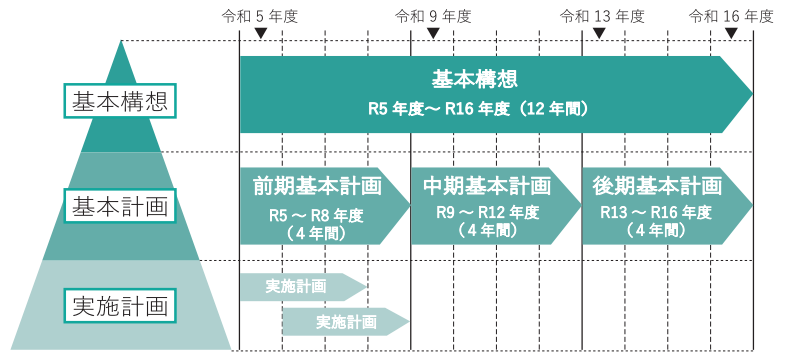 令和 5 年度
令和 9 年度
令和 13 年度
令和 16 年度
基本構想
基本構想
R5 年度～ R16 年度（12 年間）
基本計画
前期基本計画
R5 ～ R8 年度
（4 年間）
中期基本計画
R9 ～ R12 年度
（4 年間）
後期基本計画
R13 ～ R16 年度
（4 年間）
実施計画
実施計画
実施計画